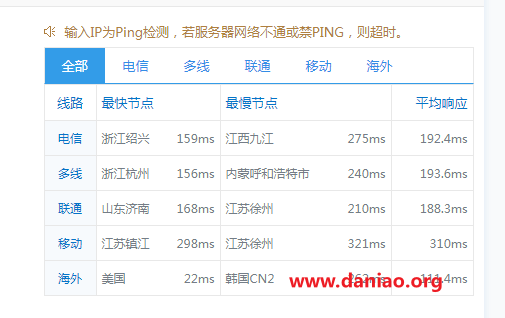 输入IP为Ping检测，若服务器网络不通或禁PING，则超时。
全部 电信 多线 联通 移动 海外
线路 最快节点 最慢节点 平均响应
电信 浙江绍兴 159ms 江西九江 275ms 192.4ms
多线 浙江杭州 156ms 内蒙呼和浩特市 240ms 193.6ms
联通 山东济南 168ms 江苏徐州 210ms 188.3ms
移动 江苏镇江 298ms 江苏徐州 321ms 310ms
海外 美国 22ms 韩国CN2 262ms 111.4ms
www.daniao.org